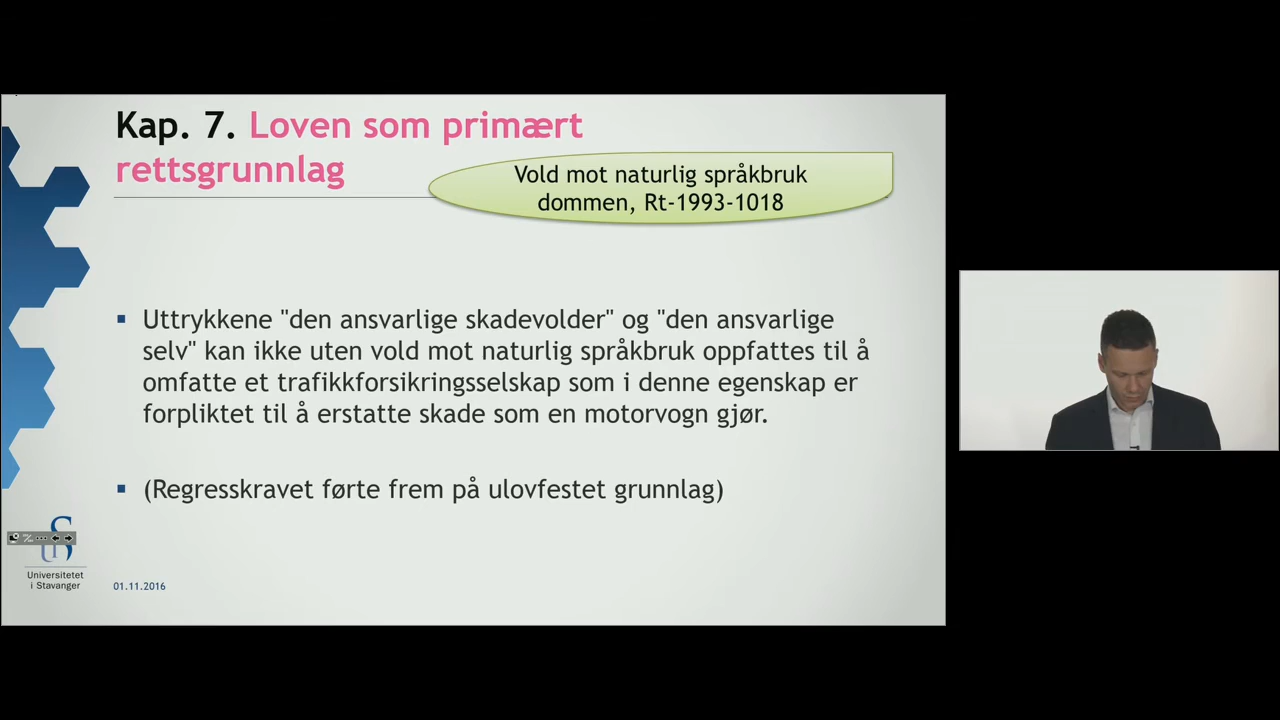 Kap. 7. Loven som primært
rettsgrunnlag
Vold mot naturlig språkbruk
dommen, Rt-1993-1018
Uttrykkene "den ansvarlige skadevolder" og "den ansvarlige
selv" kan ikke uten vold mot naturlig språkbruk oppfattes til å
omfatte et trafikkforsikringsselskap som i denne egenskap er
forpliktet til å erstatte skade som en motorvogn gjør.
(Regresskravet førte frem på ulovfestet grunnlag)
Universitetet
i Stavanger
01.11.2016